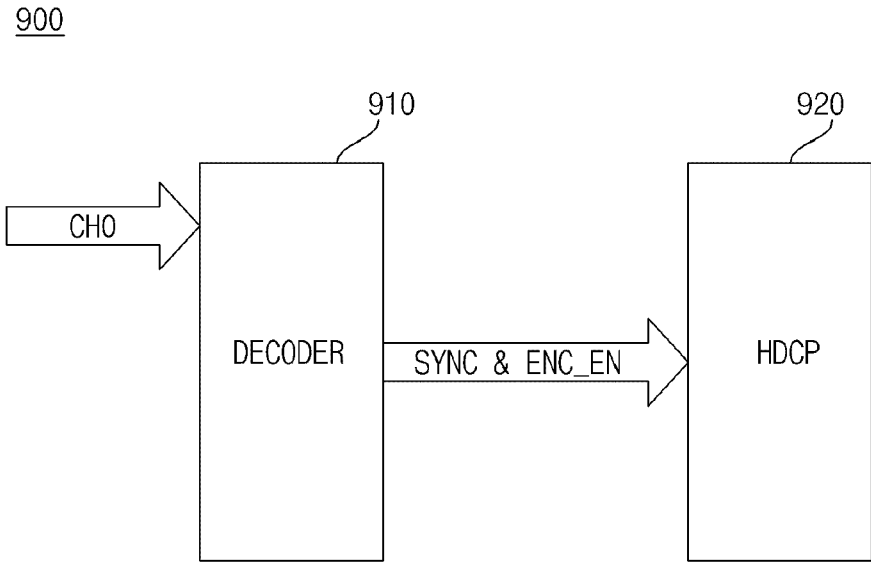 900
910
920
CH0
DECODER
SYNC & ENC_EN
HDCP